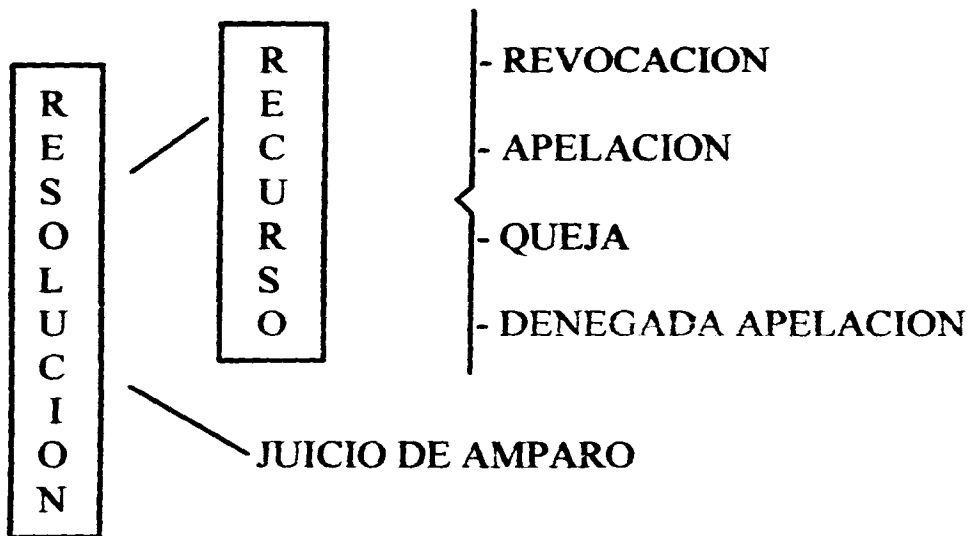 RESOLUCION
RECURSO
- REVOCACION
- APELACION
- QUEJA
- DENEGADA APELACION
JUICIO DE AMPARO